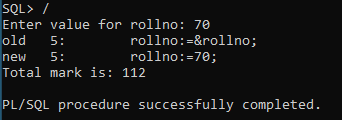 SQL> /
Enter value for rollno: 70
old   5:        rollno:=&rollno;
new   5:        rollno:=70;
Total mark is: 112

PL/SQL procedure successfully completed.